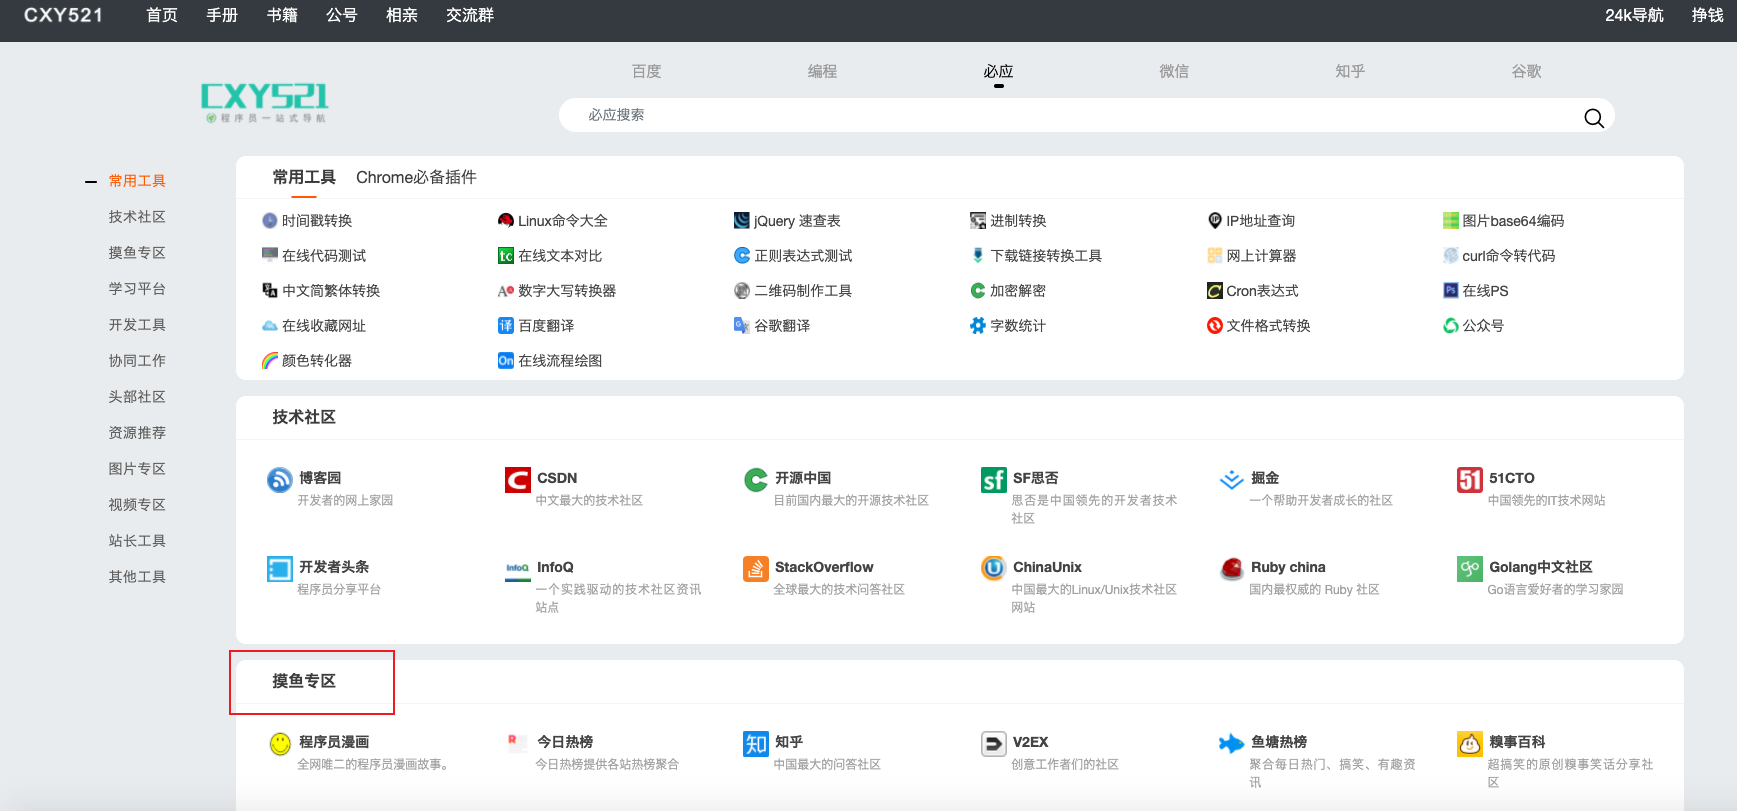 CXY521 首页 手册 书籍 公号 相亲 交流群 24k导航 挣钱
百度 编程 必应 微信 知乎 谷歌
CXY521
程序员一站式导航
必应搜索
常用工具
技术社区
摸鱼专区
学习平台
开发工具
协同工作
头部社区
资源推荐
图片专区
视频专区
站长工具
其他工具
常用工具 Chrome必备插件
时间戳转换 Linux命令大全 jQuery 速查表 进制转换 IP地址查询 图片base64编码
在线代码测试 tc 在线文本对比 正则表达式测试 下载链接转换工具 网上计算器 curl命令转代码
中文简繁体转换 数字大写转换器 二维码制作工具 加密解密 Cron表达式 Ps 在线PS
在线收藏网址 译 百度翻译 谷歌翻译 字数统计 文件格式转换 公众号
颜色转化器 On 在线流程绘图
技术社区
博客园 CSDN 开源中国 sf SF思否 掘金 51 51CTO
开发者的网上家园 中文最大的技术社区 目前国内最大的开源技术社区 思否是中国领先的开发者技术 一个帮助开发者成长的社区 中国领先的IT技术网站
社区
开发者头条 InfoQ InfoQ StackOverflow ChinaUnix Ruby china go Golang中文社区
程序员分享平台 一个实践驱动的技术社区资讯 全球最大的技术问答社区 中国最大的Linux/Unix技术社区 国内最权威的 Ruby 社区 Go语言爱好者的学习家园
站点 网站
摸鱼专区
程序员漫画 今日热榜 知 知乎 V2EX 鱼塘热榜 糗事百科
全网唯二的程序员漫画故事。 今日热榜提供各站热榜聚合 中国最大的问答社区 创意工作者们的社区 聚合每日热门、搞笑、有趣资 超搞笑的原创糗事笑话分享社
讯 区